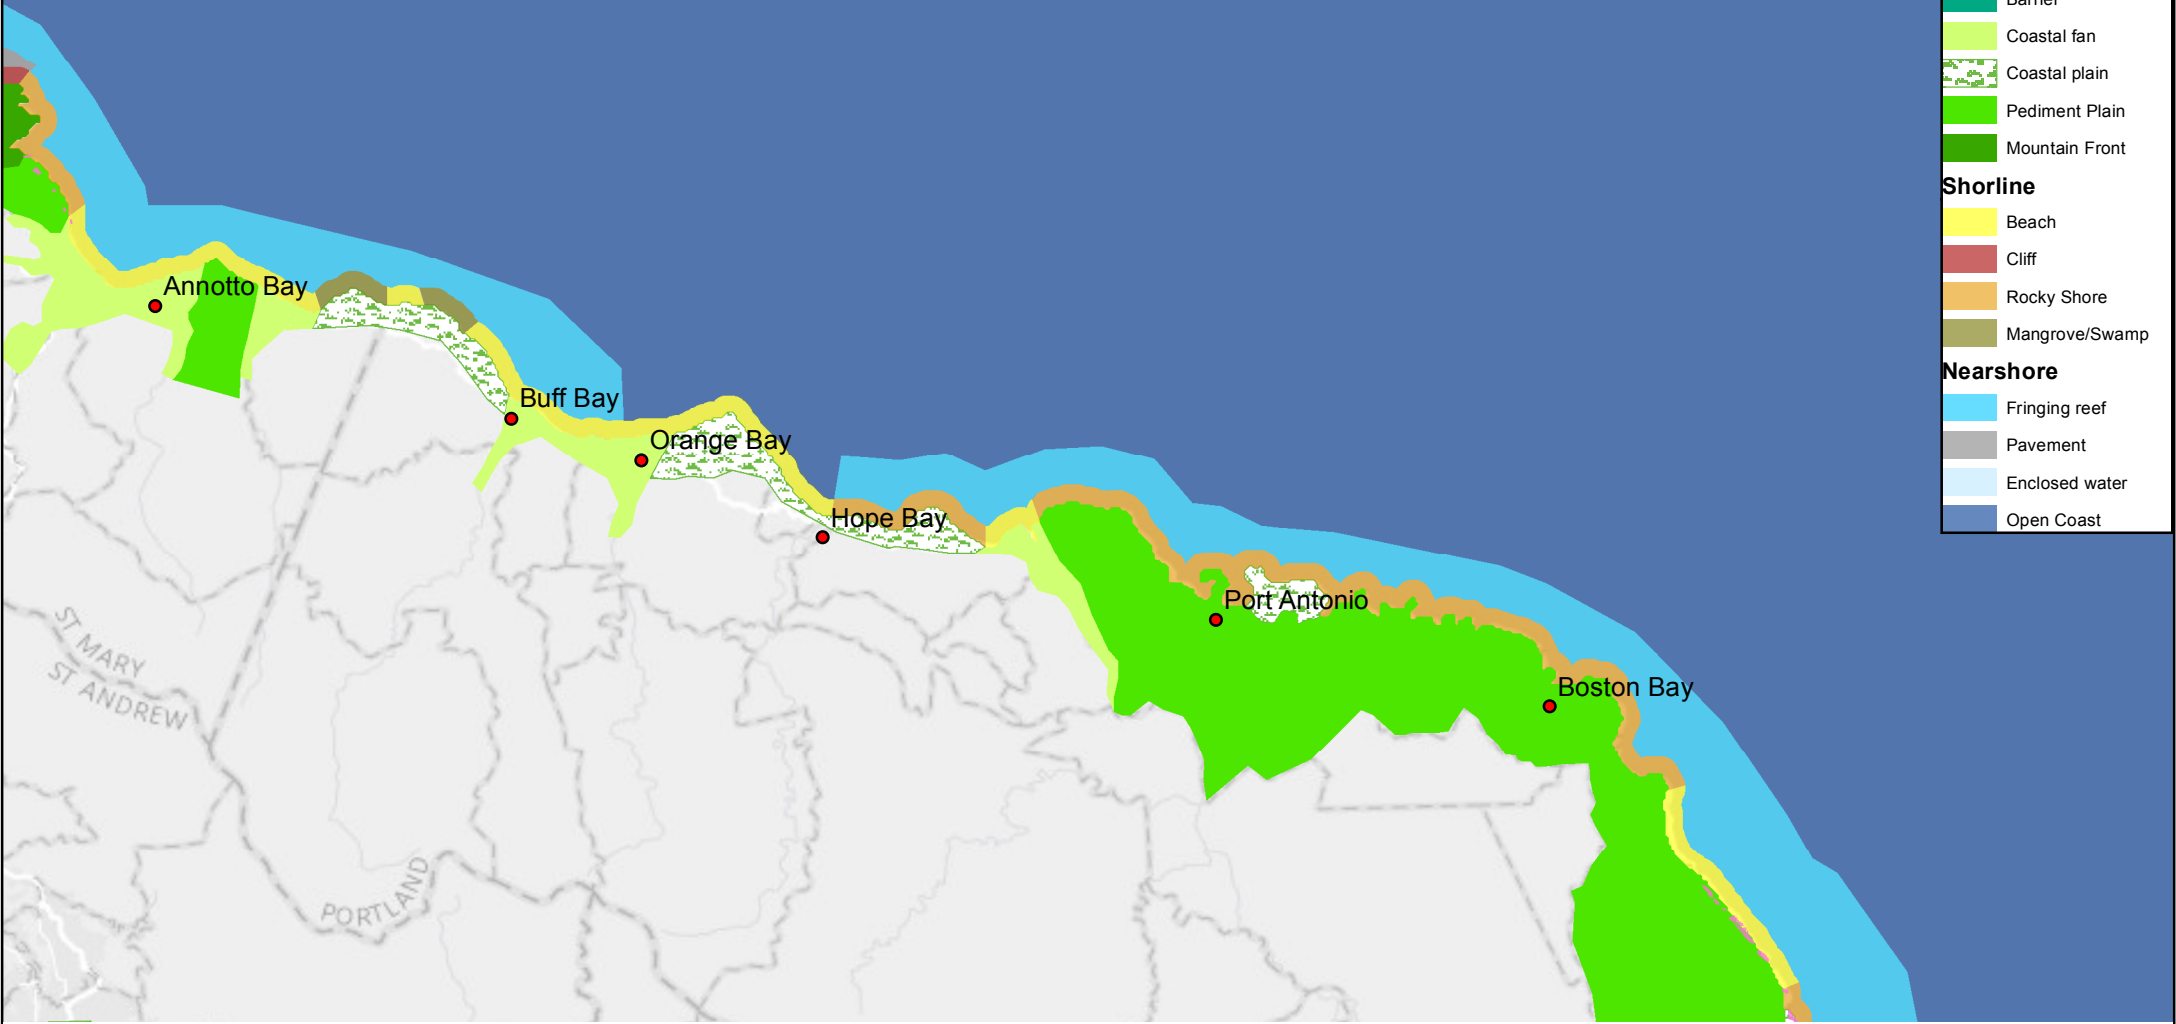 Barrier
Coastal fan
Coastal plain
Pediment Plain
Mountain Front
Shorline
Beach
Cliff
Rocky Shore
Mangrove/Swamp
Nearshore
Fringing reef
Pavement
Enclosed water
Open Coast
Annotto Bay
Buff Bay
Orange Bay
Hope Bay
Port Antonio
Boston Bay
ST MARY
ST ANDREW
PORTLAND